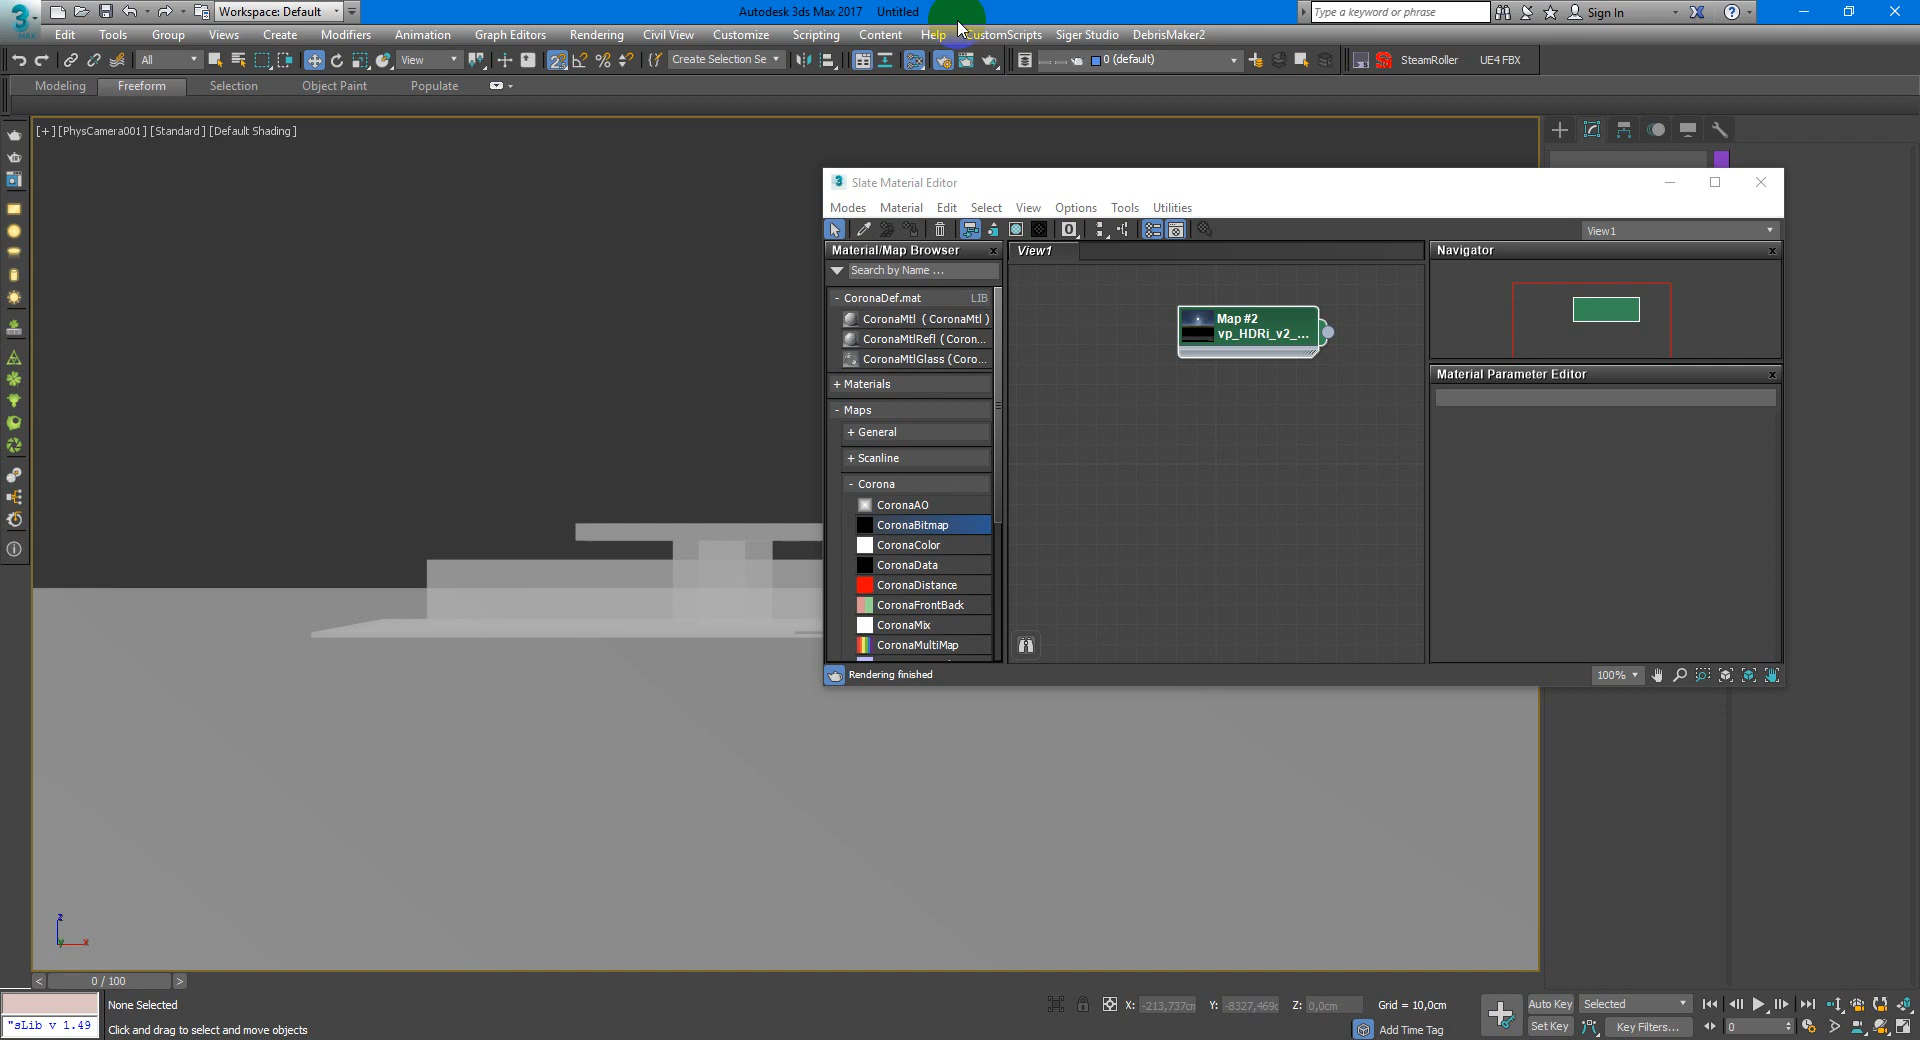 Workspace: Default
Autodesk 3ds Max 2017 Untitled
Type a keyword or phrase
Sign In
MAX
Edit Tools Group Views Create Modifiers Animation Graph Editors Rendering Civil View Customize Scripting Content Help CustomScripts Siger Studio DebrisMaker2
All
View
Create Selection Se
0 (default)
SteamRoller
UE4 FBX
Modeling Freeform Selection Object Paint Populate
[+] [PhysCamera001] [Standard] [Default Shading]
Slate Material Editor
Modes Material Edit Select View Options Tools Utilities
View1
Material/Map Browser
View1
Navigator
Search by Name ...
- CoronaDef.mat LIB
CoronaMtl ( CoronaMtl )
CoronaMtlRefl ( Coron...
CoronaMtlGlass (Coro...
+ Materials
- Maps
+ General
+ Scanline
- Corona
CoronaAO
CoronaBitmap
CoronaColor
CoronaData
CoronaDistance
CoronaFrontBack
CoronaMix
CoronaMultiMap
Map #2
vp_HDRi_v2_...
Material Parameter Editor
Rendering finished
100%
z
x
y
0 / 100
None Selected
Click and drag to select and move objects
"sLib v 1.49
X: -213,737cn
Y: -8327,469c
Z: 0,0cm
Grid = 10,0cm
Add Time Tag
Auto Key
Selected
Set Key
Key Filters...
0